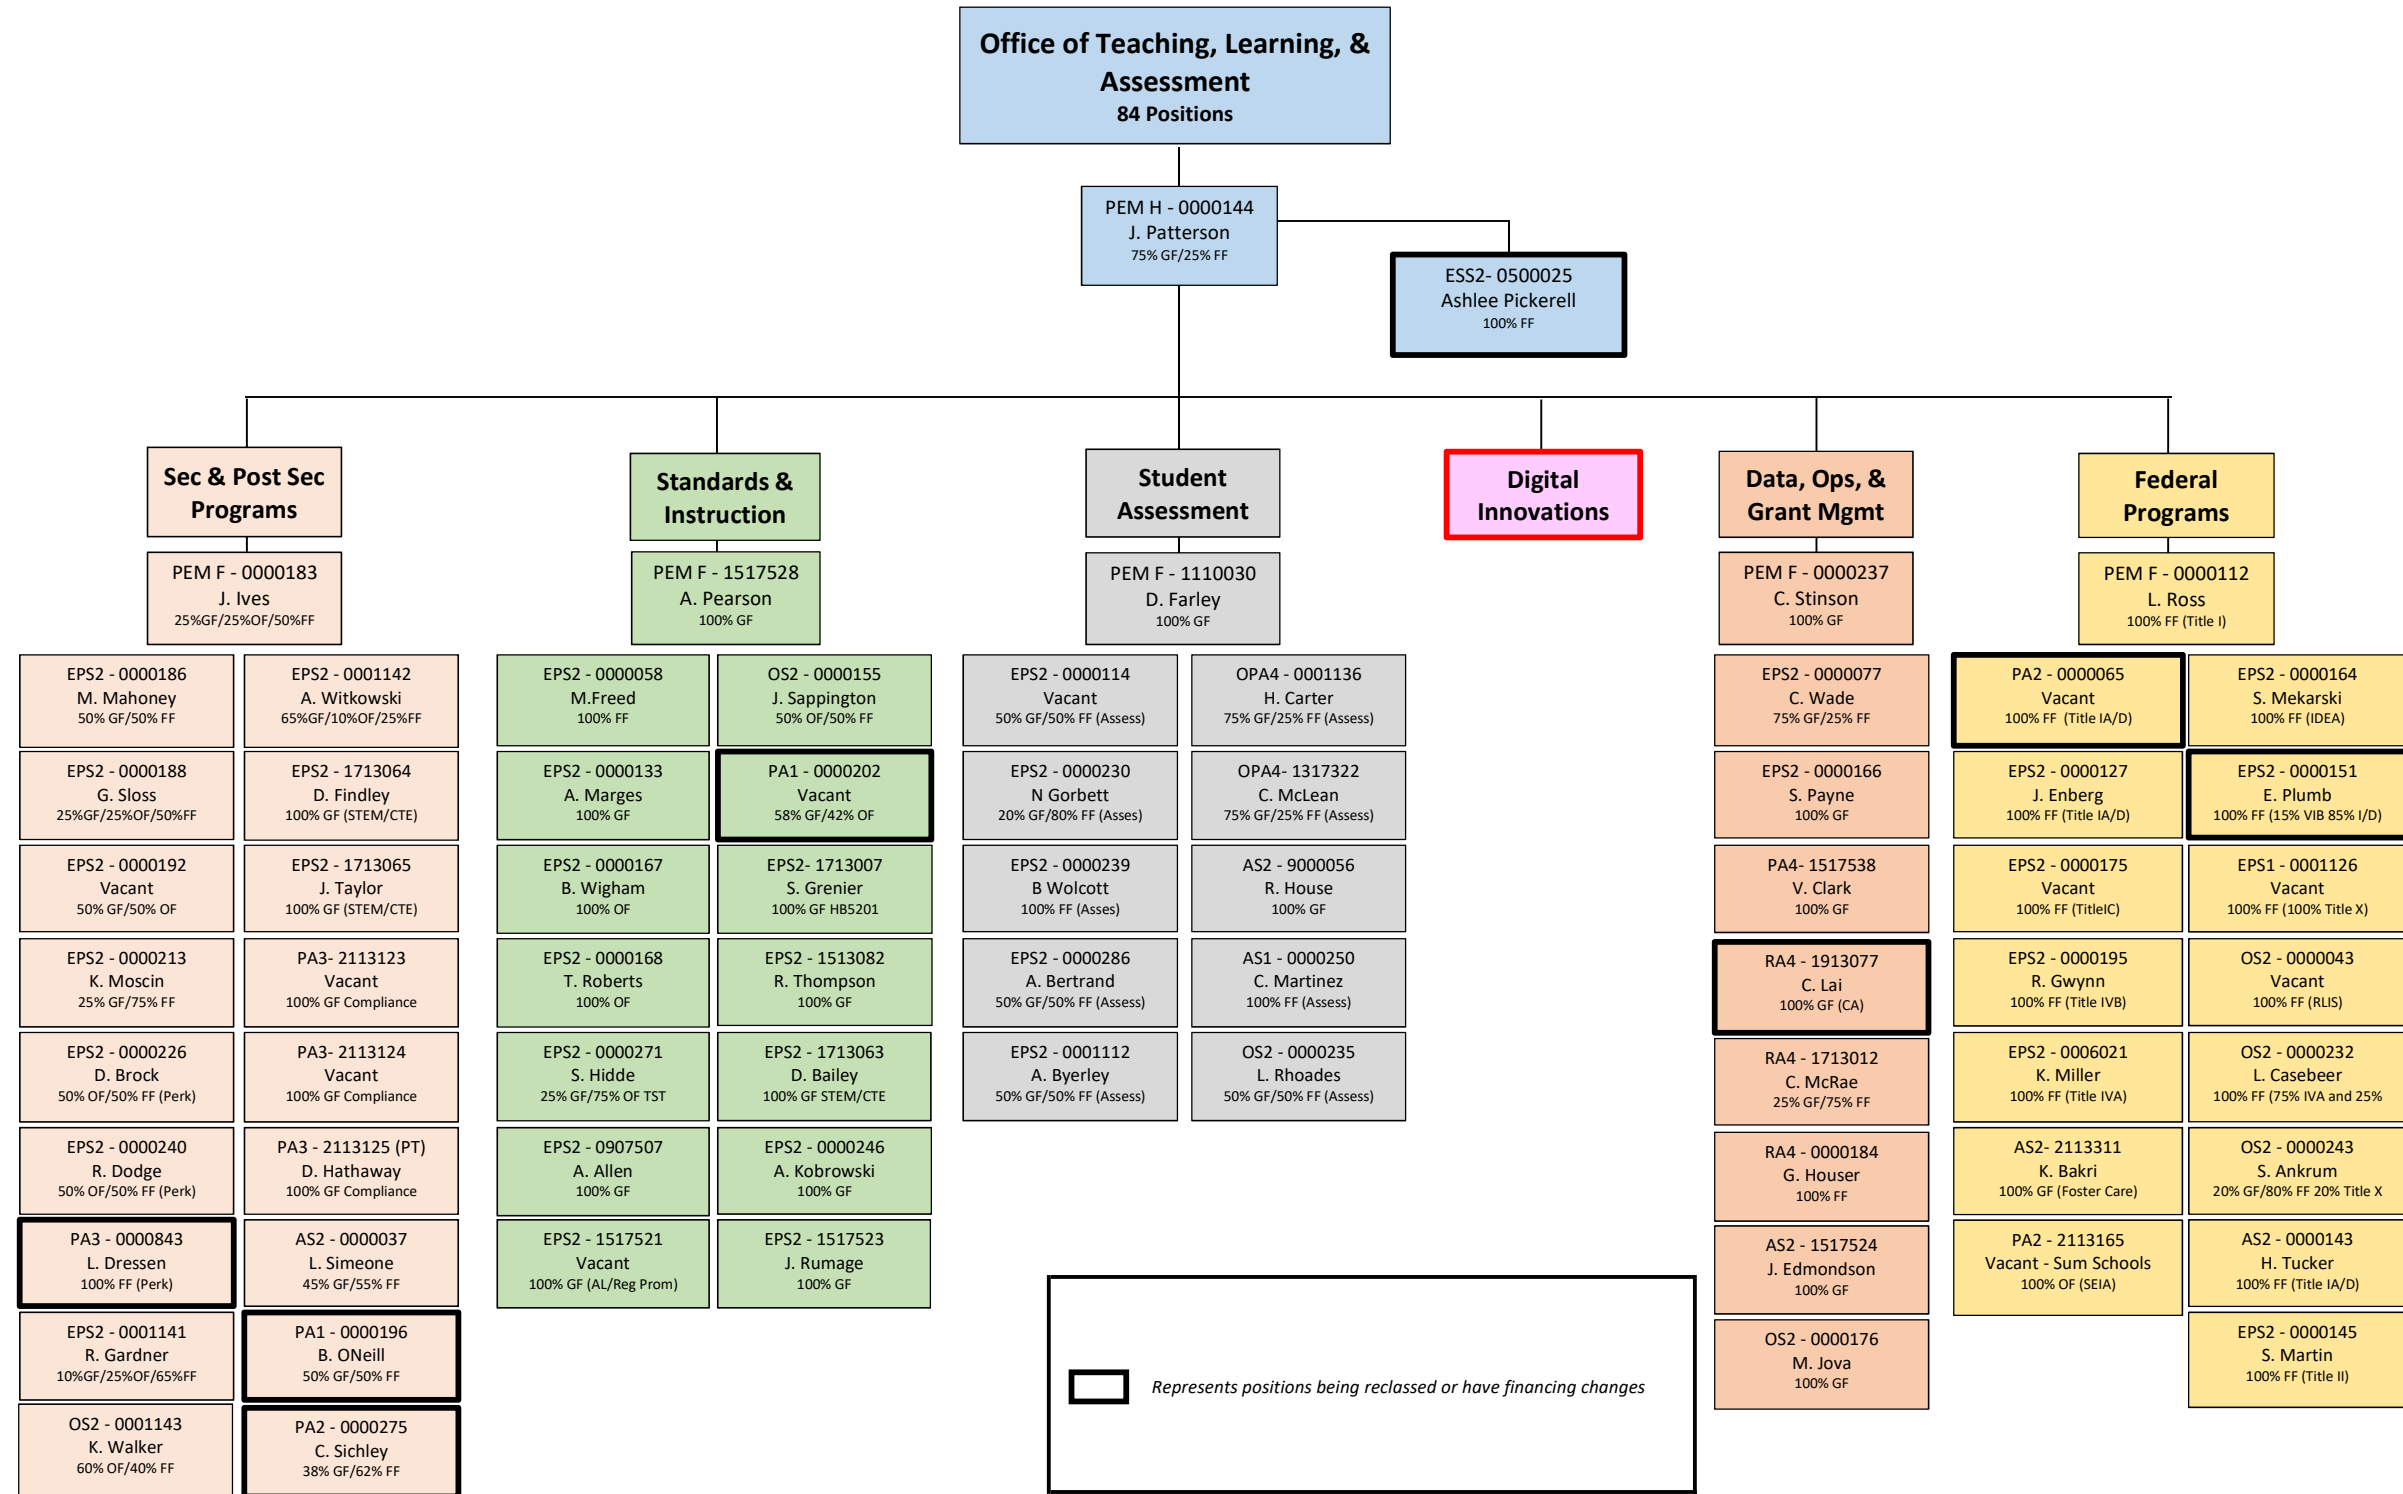 Office of Teaching, Learning, &
Assessment
84 Positions
PEM H - 0000144
J. Patterson
75% GF/25% FF
ESS2- 0500025
Ashlee Pickerell
100% FF
Sec & Post Sec
Programs
PEM F - 0000183
J. Ives
25%GF/25%OF/50%FF
EPS2 - 0000186
M. Mahoney
50% GF/50% FF
EPS2 - 0000188
G. Sloss
25%GF/25%OF/50%FF
EPS2 - 0000192
Vacant
50% GF/50% OF
EPS2 - 0000213
K. Moscin
25% GF/75% FF
EPS2 - 0000226
D. Brock
50% OF/50% FF (Perk)
EPS2 - 0000240
R. Dodge
50% OF/50% FF (Perk)
PA3 - 0000843
L. Dressen
100% FF (Perk)
EPS2 - 0001141
R. Gardner
10%GF/25%OF/65%FF
OS2 - 0001143
K. Walker
60% OF/40% FF
EPS2 - 0001142
A. Witkowski
65%GF/10%OF/25%FF
EPS2 - 1713064
D. Findley
100% GF (STEM/CTE)
EPS2 - 1713065
J. Taylor
100% GF (STEM/CTE)
PA3- 2113123
Vacant
100% GF Compliance
PA3- 2113124
Vacant
100% GF Compliance
PA3 - 2113125 (PT)
D. Hathaway
100% GF Compliance
AS2 - 0000037
L. Simeone
45% GF/55% FF
PA1 - 0000196
B. ONeill
50% GF/50% FF
PA2 - 0000275
C. Sichley
38% GF/62% FF
Standards &
Instruction
PEM F - 1517528
A. Pearson
100% GF
EPS2 - 0000058
M.Freed
100% FF
EPS2 - 0000133
A. Marges
100% GF
EPS2 - 0000167
B. Wigham
100% OF
EPS2 - 0000168
T. Roberts
100% OF
EPS2 - 0000271
S. Hidde
25% GF/75% OF TST
EPS2 - 0907507
A. Allen
100% GF
EPS2 - 1517521
Vacant
100% GF (AL/Reg Prom)
OS2 - 0000155
J. Sappington
50% OF/50% FF
PA1 - 0000202
Vacant
58% GF/42% OF
EPS2- 1713007
S. Grenier
100% GF HB5201
EPS2 - 1513082
R. Thompson
100% GF
EPS2 - 1713063
D. Bailey
100% GF STEM/CTE
EPS2 - 0000246
A. Kobrowski
100% GF
EPS2 - 1517523
J. Rumage
100% GF
Student
Assessment
PEM F - 1110030
D. Farley
100% GF
EPS2 - 0000114
Vacant
50% GF/50% FF (Assess)
EPS2 - 0000230
N Gorbett
20% GF/80% FF (Asses)
EPS2 - 0000239
B Wolcott
100% FF (Asses)
EPS2 - 0000286
A. Bertrand
50% GF/50% FF (Assess)
EPS2 - 0001112
A. Byerley
50% GF/50% FF (Assess)
OPA4 - 0001136
H. Carter
75% GF/25% FF (Assess)
OPA4- 1317322
C. McLean
75% GF/25% FF (Assess)
AS2 - 9000056
R. House
100% GF
AS1 - 0000250
C. Martinez
100% FF (Assess)
OS2 - 0000235
L. Rhoades
50% GF/50% FF (Assess)
Digital
Innovations
Data, Ops, &
Grant Mgmt
PEM F - 0000237
C. Stinson
100% GF
EPS2 - 0000077
C. Wade
75% GF/25% FF
EPS2 - 0000166
S. Payne
100% GF
PA4- 1517538
V. Clark
100% GF
RA4 - 1913077
C. Lai
100% GF (CA)
RA4 - 1713012
C. McRae
25% GF/75% FF
RA4 - 0000184
G. Houser
100% FF
AS2 - 1517524
J. Edmondson
100% GF
OS2 - 0000176
M. Jova
100% GF
Federal
Programs
PEM F - 0000112
L. Ross
100% FF (Title I)
PA2 - 0000065
Vacant
100% FF (Title IA/D)
EPS2 - 0000127
J. Enberg
100% FF (Title IA/D)
EPS2 - 0000175
Vacant
100% FF (TitleIC)
EPS2 - 0000195
R. Gwynn
100% FF (Title IVB)
EPS2 - 0006021
K. Miller
100% FF (Title IVA)
AS2- 2113311
K. Bakri
100% GF (Foster Care)
PA2 - 2113165
Vacant - Sum Schools
100% OF (SEIA)
EPS2 - 0000164
S. Mekarski
100% FF (IDEA)
EPS2 - 0000151
E. Plumb
100% FF (15% VIB 85% I/D)
EPS1 - 0001126
Vacant
100% FF (100% Title X)
OS2 - 0000043
Vacant
100% FF (RLIS)
OS2 - 0000232
L. Casebeer
100% FF (75% IVA and 25%
OS2 - 0000243
S. Ankrum
20% GF/80% FF 20% Title X
AS2 - 0000143
H. Tucker
100% FF (Title IA/D)
EPS2 - 0000145
S. Martin
100% FF (Title II)
Represents positions being reclassed or have financing changes